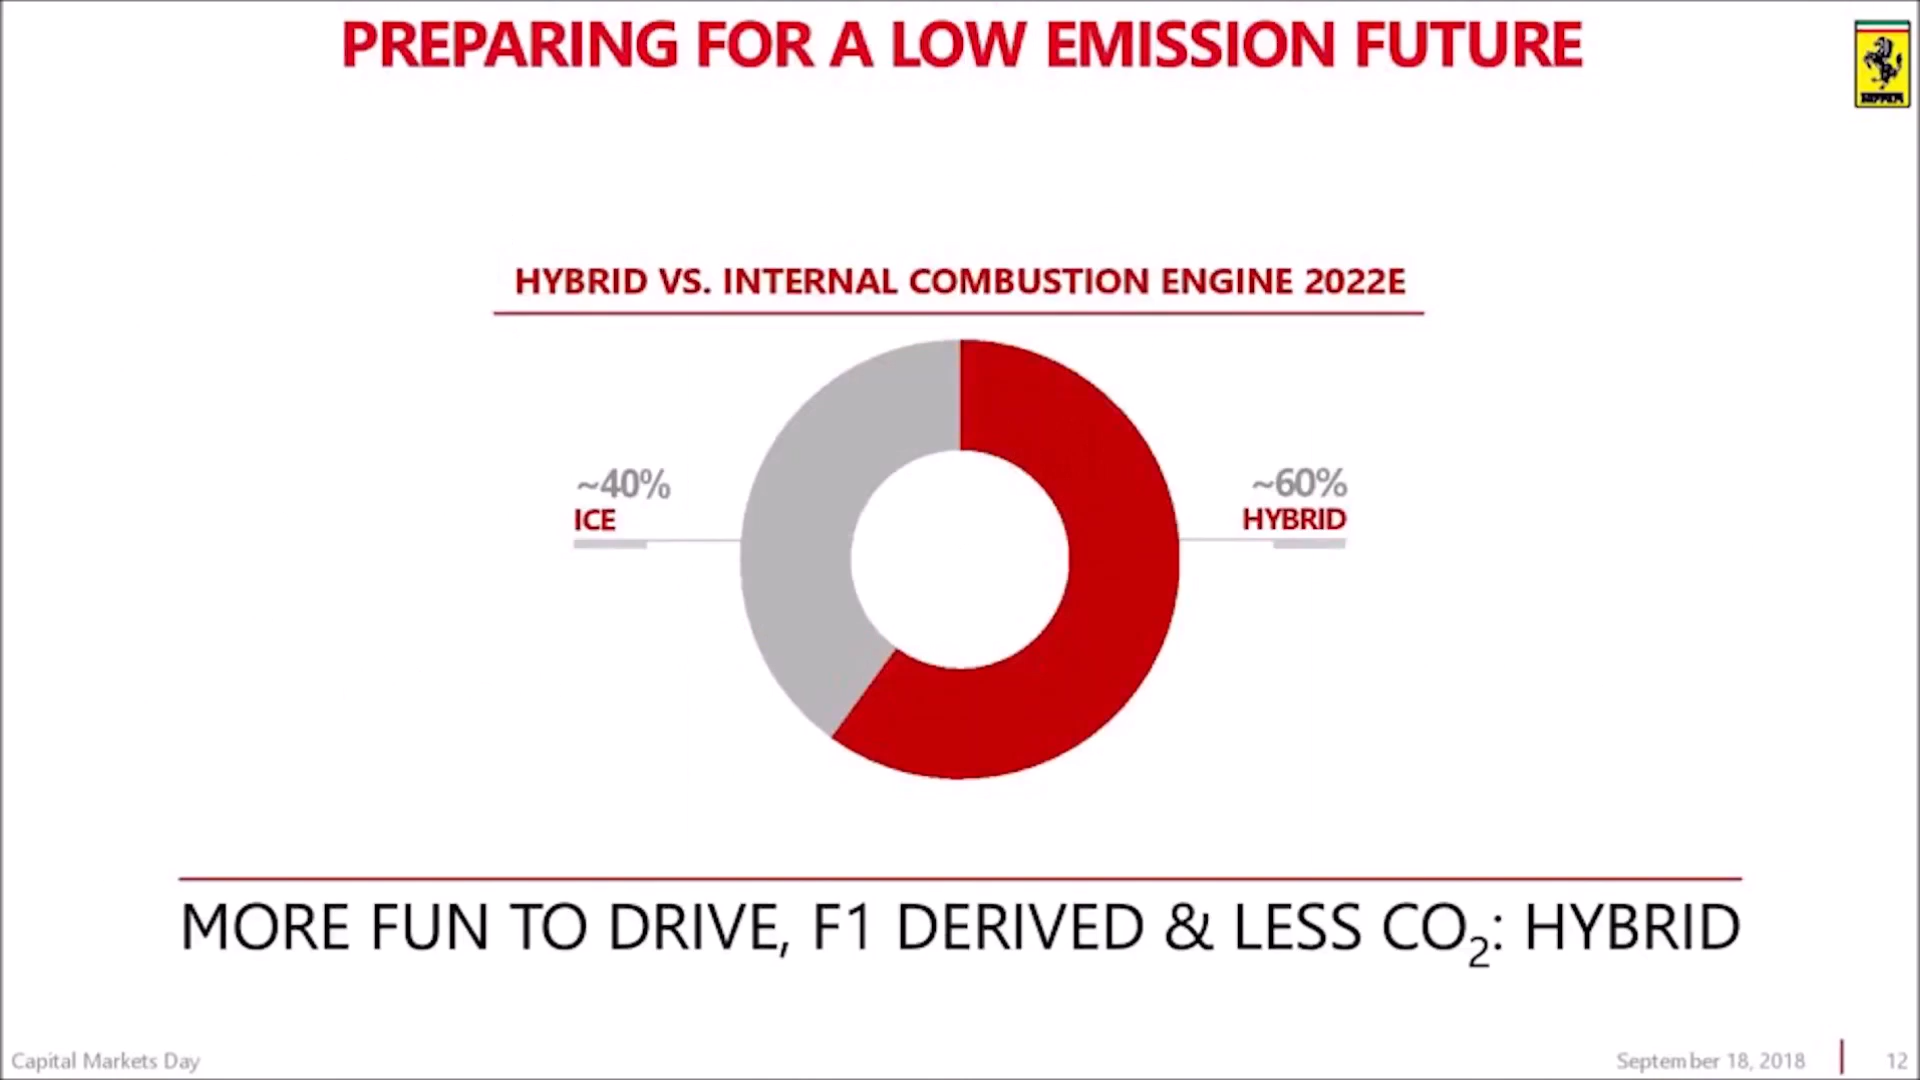 PREPARING FOR A LOW EMISSION FUTURE
Ferrari
HYBRID VS. INTERNAL COMBUSTION ENGINE 2022E
~40%
ICE
~60%
HYBRID
MORE FUN TO DRIVE, F1 DERIVED & LESS CO₂: HYBRID
Capital Markets Day
September 18, 2018
12